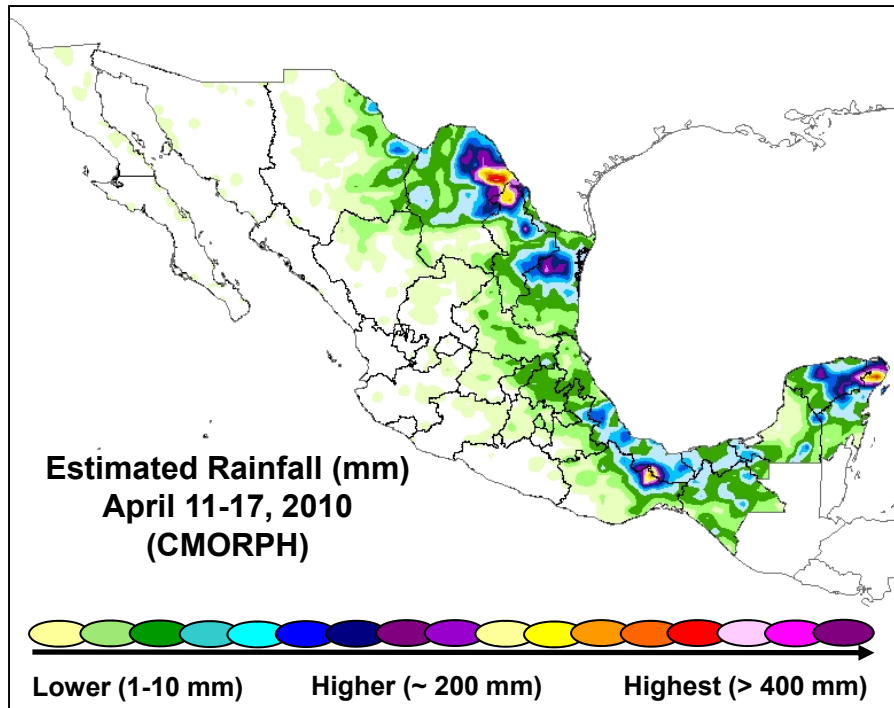 Estimated Rainfall (mm)
April 11-17, 2010
(CMORPH)
Lower (1-10 mm) Higher (~ 200 mm) Highest (> 400 mm)